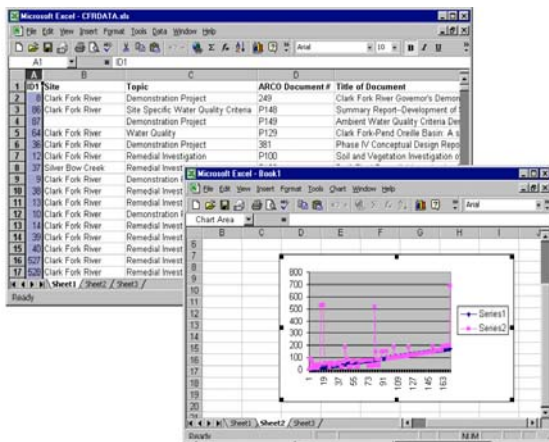 Microsoft Excel - CFRDATA.xls
File Edit View Insert Format Tools Data Window Help
Arial 10 B I U
A1 = ID1
A B C D E
1 ID1 Site Topic ARCO Document # Title of Document
2 8 Clark Fork River Demonstration Project 249 Clark Fork River Governor's Demon
3 86 Clark Fork River Site Specific Water Quality Criteria P148 Summary Report--Development of S
4 87 Demonstration Project P149 Ambient Water Quality Criteria Der
5 64 Clark Fork River Water Quality P129 Clark Fork-Pend Oreille Basin: A s
6 36 Clark Fork River Demonstration Project 381 Phase IV Conceptual Design Repo
7 12 Clark Fork River Remedial Investigation P100 Soil and Vegetation Investigation o
8 37 Silver Bow Creek Remedial Invest
9 9 Clark Fork River Demonstration P
10 38 Clark Fork River Remedial Invest
11 13 Clark Fork River Remedial Invest
12 10 Clark Fork River Demonstration P
13 14 Clark Fork River Remedial Invest
14 39 Clark Fork River Remedial Invest
15 40 Clark Fork River Remedial Invest
16 527 Clark Fork River Remedial Invest
17 528 Clark Fork River Remedial Invest
Sheet1 Sheet2 Sheet3
Ready
Microsoft Excel - Book1
File Edit View Insert Format Tools Chart Window Help
Arial
Chart Area =
B C D E F G H I
6
7
8
9
10
11
12
13
14
15
16
17
18
19
20
800
700
600
500
400
300
200
100
0
1 19 37 55 73 91 109 127 145 163
Series1
Series2
Sheet1 Sheet2 Sheet3
Ready NUM